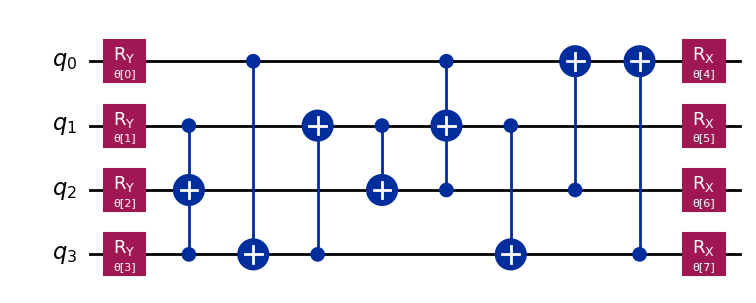 q0 RY θ[0] RX θ[4]
q1 RY θ[1] RX θ[5]
q2 RY θ[2] RX θ[6]
q3 RY θ[3] RX θ[7]